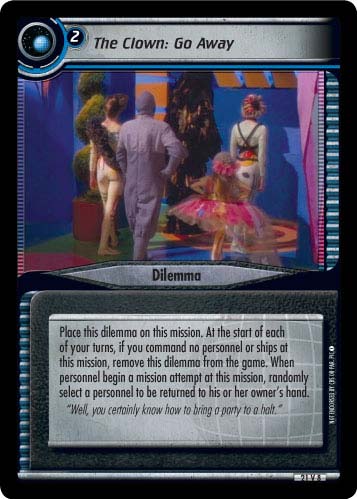 2
The Clown: Go Away
Dilemma
Place this dilemma on this mission. At the start of each
of your turns, if you command no personnel or ships at
this mission, remove this dilemma from the game. When
personnel begin a mission attempt at this mission, randomly
select a personnel to be returned to his or her owner's hand.
"Well, you certainly know how to bring a party to a halt."
21 V 8